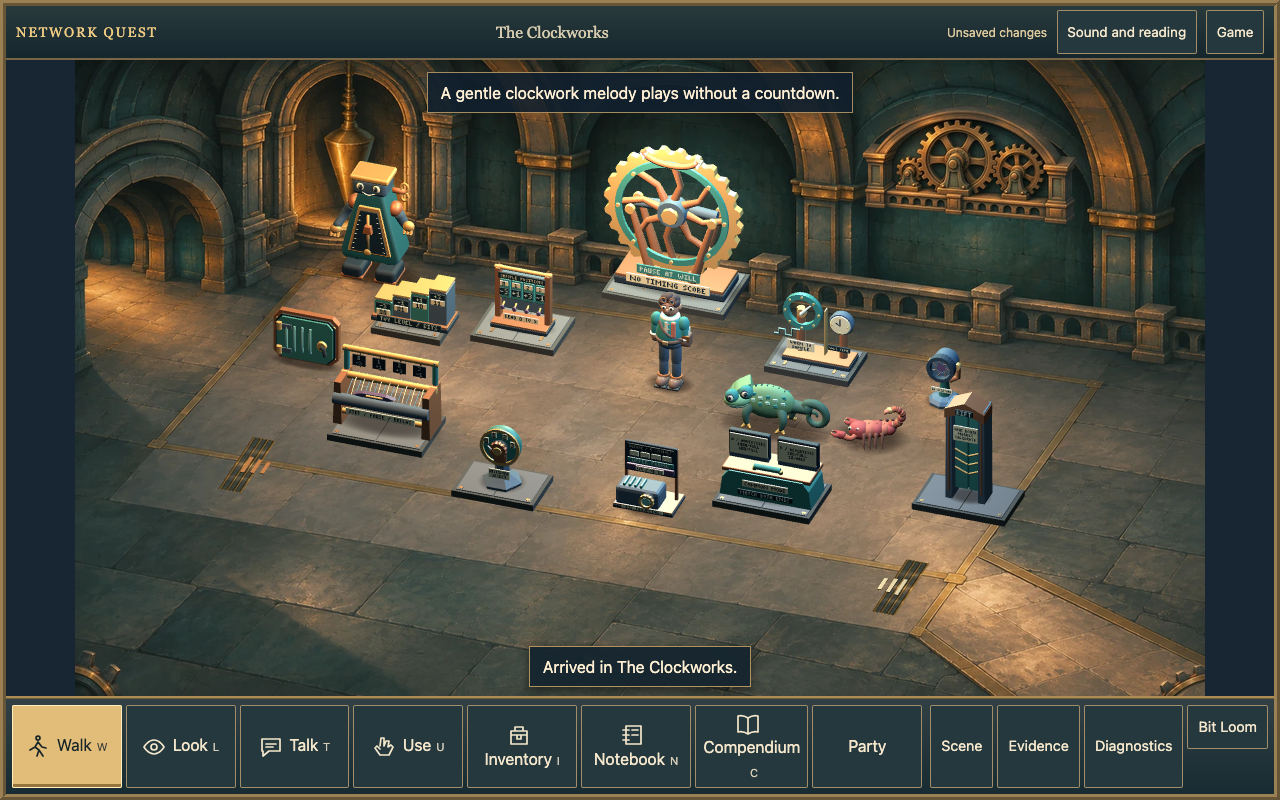 NETWORK QUEST
The Clockworks
Unsaved changes
Sound and reading
Game
A gentle clockwork melody plays without a countdown.
PAUSE AT WILL
NO TIMING SCORE
Arrived in The Clockworks.
Walk W
Look L
Talk T
Use U
Inventory I
Notebook N
Compendium C
Party
Scene
Evidence
Diagnostics
Bit Loom